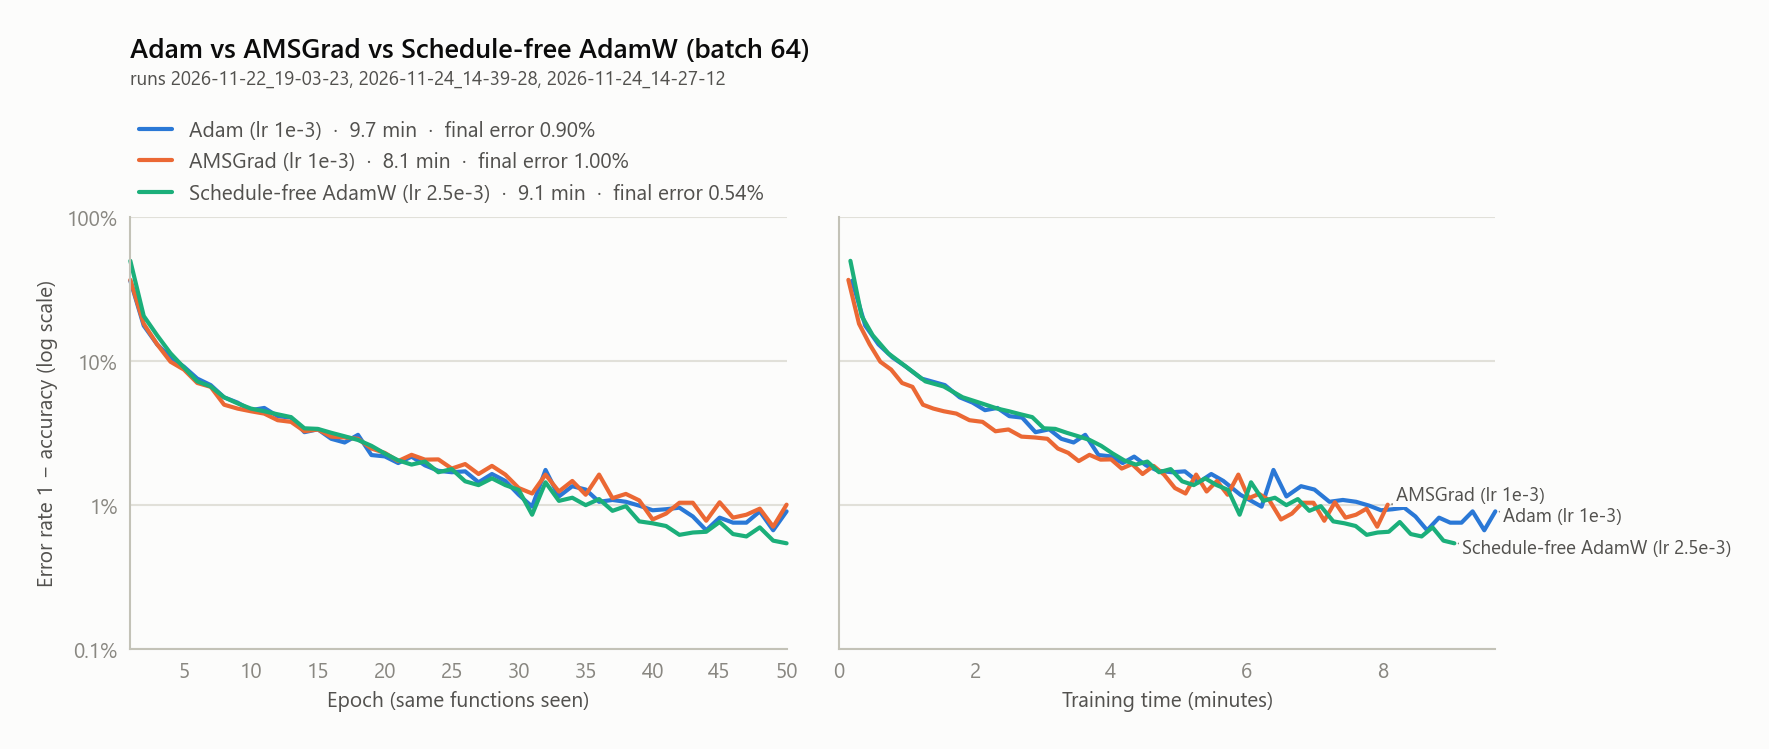 Adam vs AMSGrad vs Schedule-free AdamW (batch 64)
runs 2026-11-22_19-03-23, 2026-11-24_14-39-28, 2026-11-24_14-27-12
Adam (lr 1e-3) · 9.7 min · final error 0.90%
AMSGrad (lr 1e-3) · 8.1 min · final error 1.00%
Schedule-free AdamW (lr 2.5e-3) · 9.1 min · final error 0.54%
100%
10%
1%
0.1%
Error rate 1 − accuracy (log scale)
5 10 15 20 25 30 35 40 45 50
Epoch (same functions seen)
AMSGrad (lr 1e-3)
Adam (lr 1e-3)
Schedule-free AdamW (lr 2.5e-3)
0 2 4 6 8
Training time (minutes)